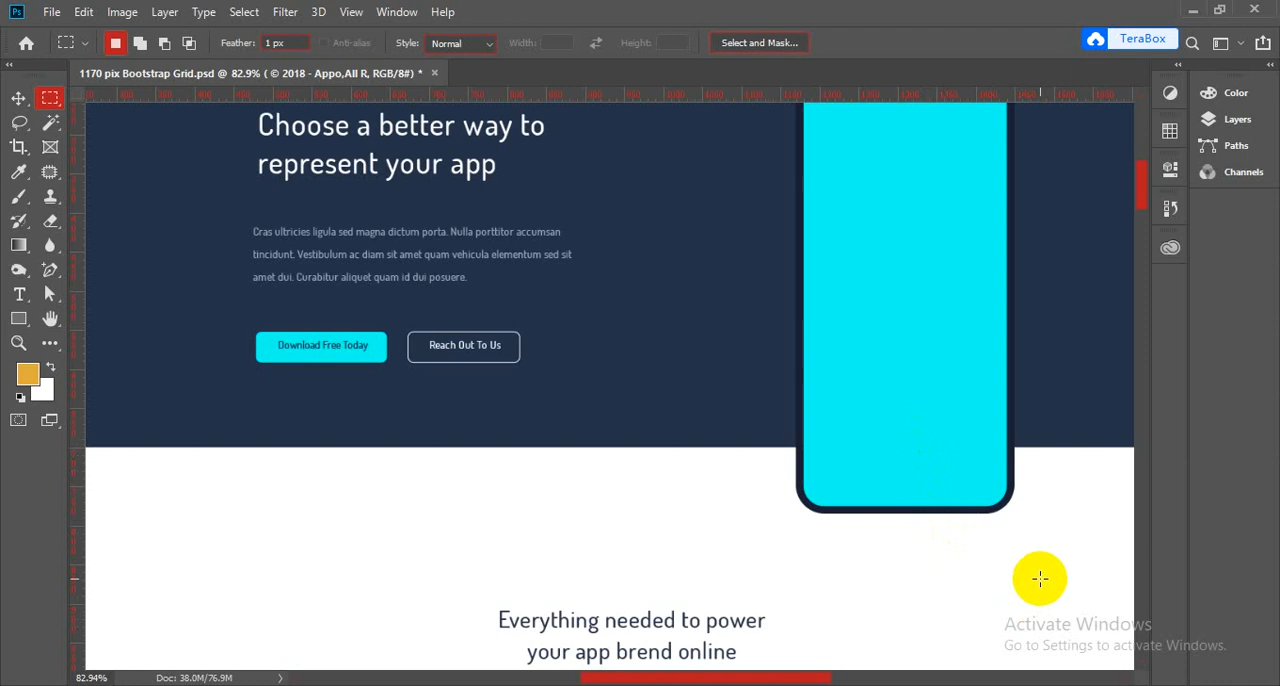 Ps File Edit Image Layer Type Select Filter 3D View Window Help
Feather: 1 px Anti-alias Style: Normal Width: Height: Select and Mask... TeraBox
1170 pix Bootstrap Grid.psd @ 82.9% ( © 2018 - Appo,All R, RGB/8#) *
Color
Layers
Paths
Channels
Choose a better way to
represent your app
Cras ultricies ligula sed magna dictum porta. Nulla porttitor accumsan
tincidunt. Vestibulum ac diam sit amet quam vehicula elementum sed sit
amet dui. Curabitur aliquet quam id dui posuere.
Download Free Today Reach Out To Us
Everything needed to power
your app brend online
Activate Windows
Go to Settings to activate Windows.
82.94% Doc: 38.0M/76.9M